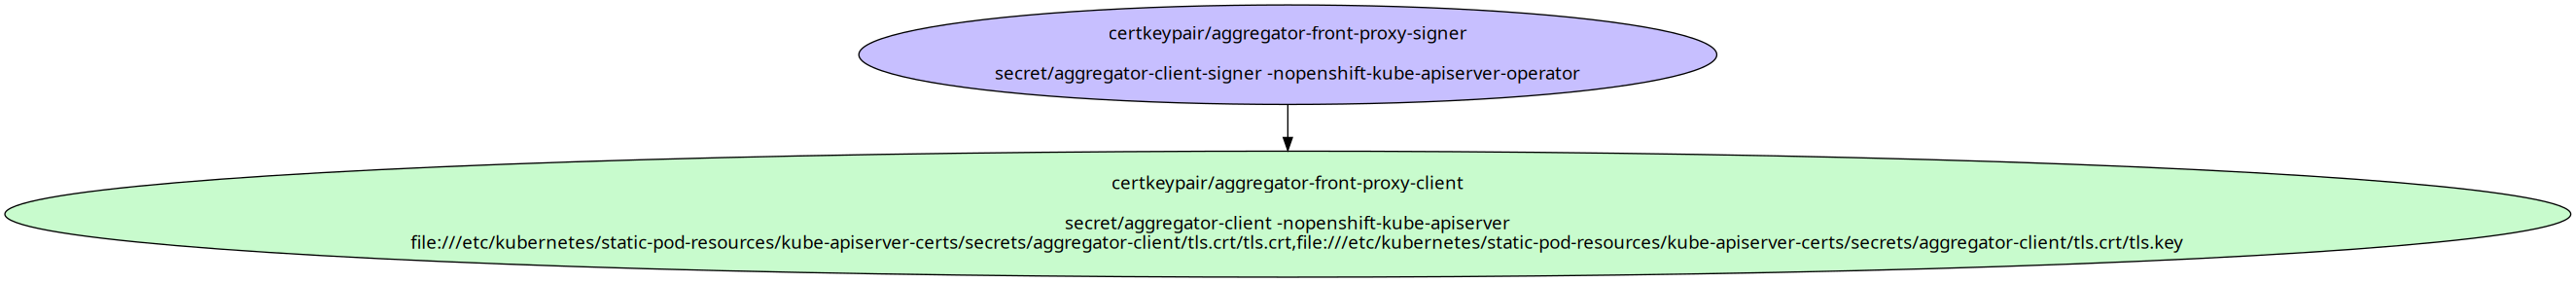 certkeypair/aggregator-front-proxy-signer
secret/aggregator-client-signer -nopenshift-kube-apiserver-operator
certkeypair/aggregator-front-proxy-client
secret/aggregator-client -nopenshift-kube-apiserver
file:///etc/kubernetes/static-pod-resources/kube-apiserver-certs/secrets/aggregator-client/tls.crt/tls.crt,file:///etc/kubernetes/static-pod-resources/kube-apiserver-certs/secrets/aggregator-client/tls.crt/tls.key